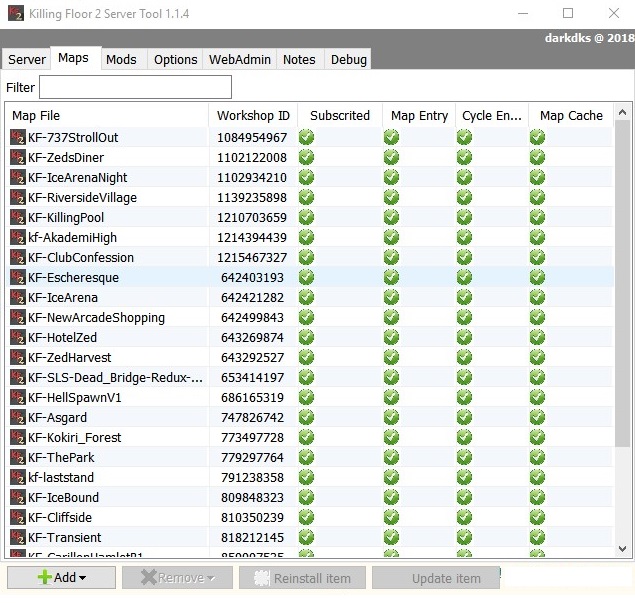 Killing Floor 2 Server Tool 1.1.4
darkdks @ 2018
Server Maps Mods Options WebAdmin Notes Debug
Filter
Map File Workshop ID Subscrited Map Entry Cycle En... Map Cache
KF-737StrollOut 1084954967
KF-ZedsDiner 1102122008
KF-IceArenaNight 1102934210
KF-RiversideVillage 1139235898
KF-KillingPool 1210703659
kf-AkademiHigh 1214394439
KF-ClubConfession 1215467327
KF-Escheresque 642403193
KF-IceArena 642421282
KF-NewArcadeShopping 642499843
KF-HotelZed 643269874
KF-ZedHarvest 643292527
KF-SLS-Dead_Bridge-Redux-... 653414197
KF-HellSpawnV1 686165319
KF-Asgard 747826742
KF-Kokiri_Forest 773497728
KF-ThePark 779297764
kf-laststand 791238358
KF-IceBound 809848323
KF-Cliffside 810350239
KF-Transient 818212145
KF-CarillonHamletB1
Add Remove Reinstall item Update item